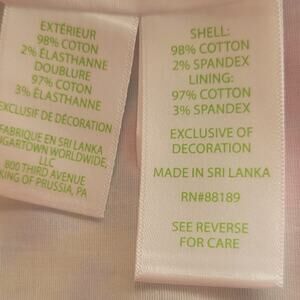 EXTÉRIEUR
98% COTON
2% ÉLASTHANNE
DOUBLURE
97% COTON
3% ÉLASTHANNE
EXCLUSIF DE DÉCORATION
FABRIQUE EN SRI LANKA
SUGARTOWN WORLDWIDE,
LLC
800 THIRD AVENUE
KING OF PRUSSIA, PA
SHELL:
98% COTTON
2% SPANDEX
LINING:
97% COTTON
3% SPANDEX
EXCLUSIVE OF
DECORATION
MADE IN SRI LANKA
RN#88189
SEE REVERSE
FOR CARE